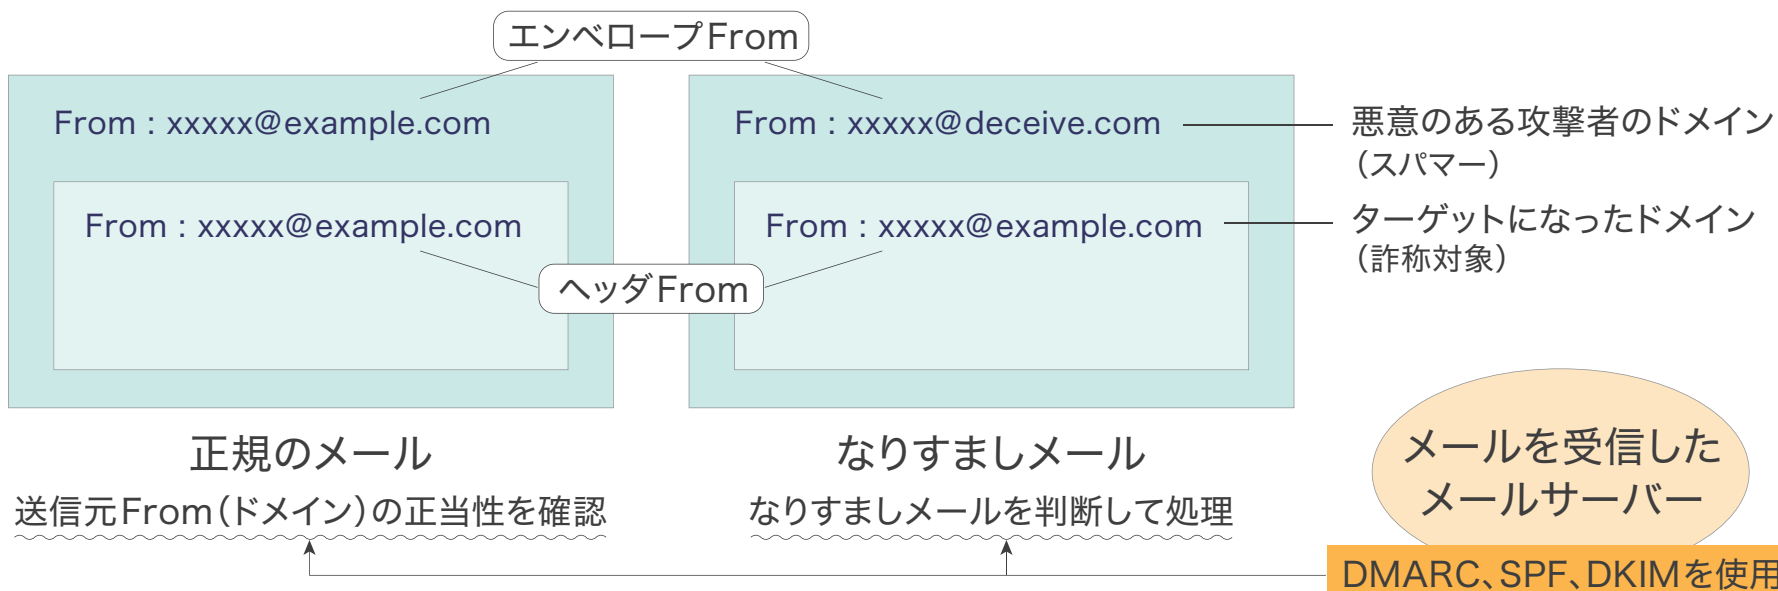 エンベロープFrom
From : xxxxx@example.com
From : xxxxx@deceive.com
悪意のある攻撃者のドメイン
（スパマー）
From : xxxxx@example.com
From : xxxxx@example.com
ターゲットになったドメイン
（詐称対象）
ヘッダFrom
正規のメール
送信元From（ドメイン）の正当性を確認
なりすましメール
なりすましメールを判断して処理
メールを受信した
メールサーバー
DMARC、SPF、DKIMを使用